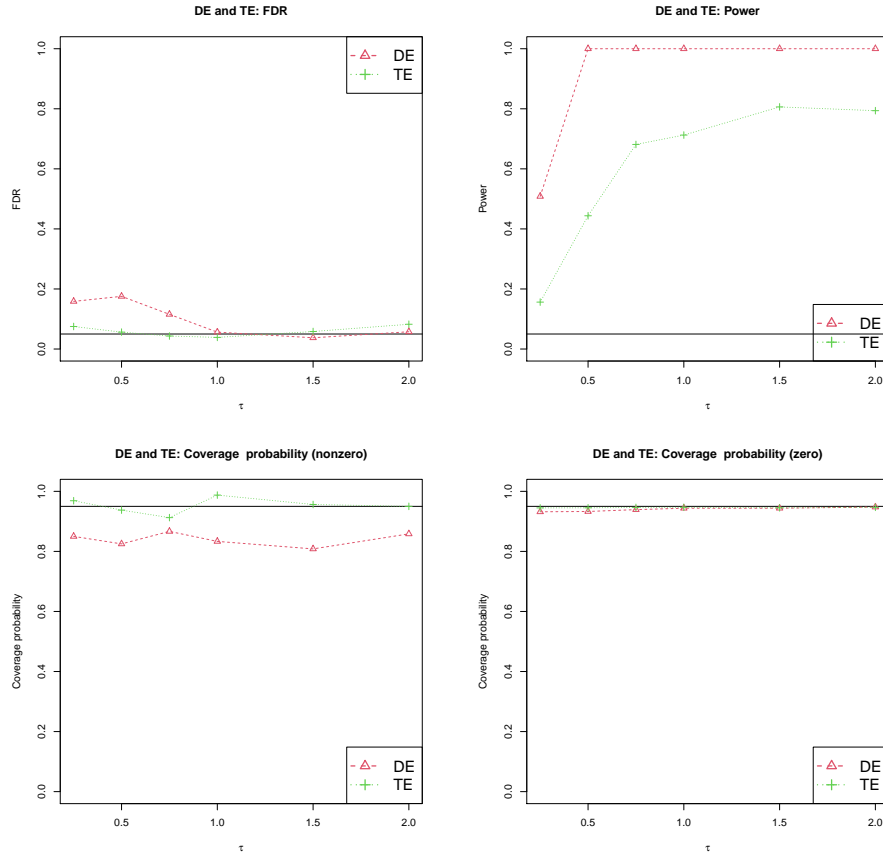 DE and TE: FDR
DE
TE
FDR
0.0 0.2 0.4 0.6 0.8 1.0
0.5 1.0 1.5 2.0
τ
DE and TE: Power
Power
0.0 0.2 0.4 0.6 0.8 1.0
DE
TE
0.5 1.0 1.5 2.0
τ
DE and TE: Coverage probability (nonzero)
Coverage probability
0.0 0.2 0.4 0.6 0.8 1.0
DE
TE
0.5 1.0 1.5 2.0
τ
DE and TE: Coverage probability (zero)
Coverage probability
0.0 0.2 0.4 0.6 0.8 1.0
DE
TE
0.5 1.0 1.5 2.0
τ